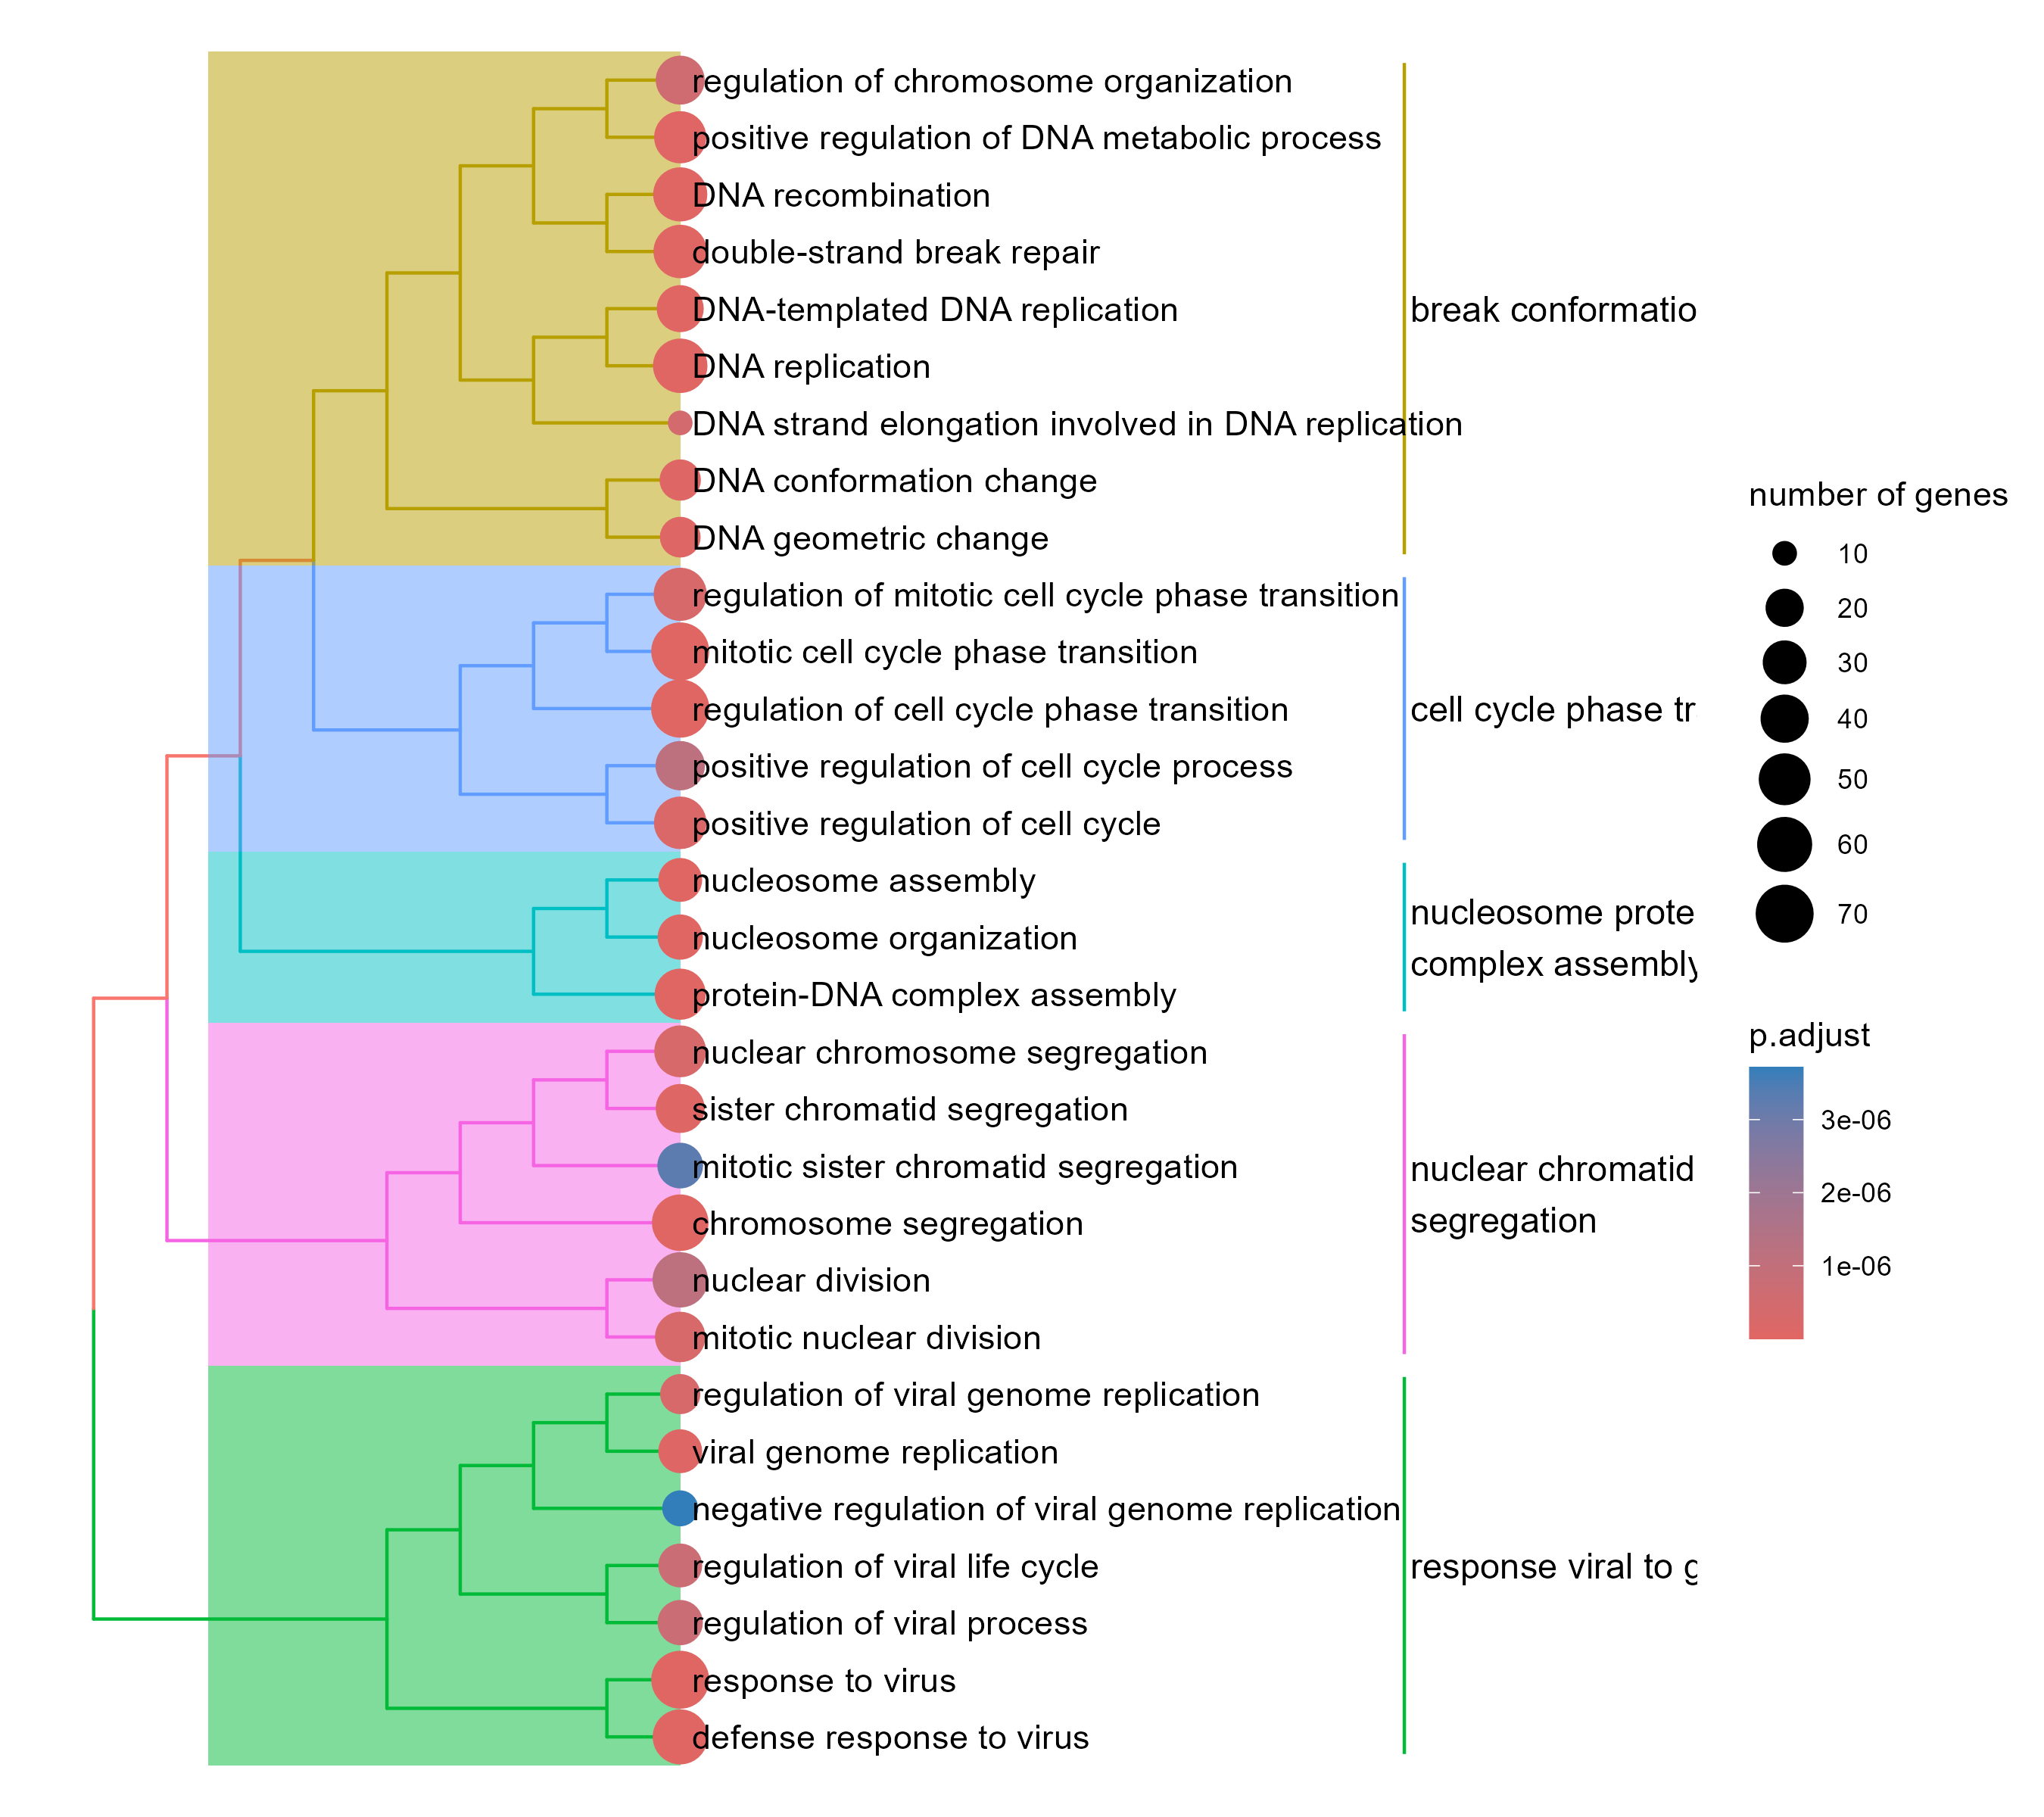 regulation of chromosome organization
positive regulation of DNA metabolic process
DNA recombination
double-strand break repair
DNA-templated DNA replication
DNA replication
DNA strand elongation involved in DNA replication
DNA conformation change
DNA geometric change
regulation of mitotic cell cycle phase transition
mitotic cell cycle phase transition
regulation of cell cycle phase transition
positive regulation of cell cycle process
positive regulation of cell cycle
nucleosome assembly
nucleosome organization
protein-DNA complex assembly
nuclear chromosome segregation
sister chromatid segregation
mitotic sister chromatid segregation
chromosome segregation
nuclear division
mitotic nuclear division
regulation of viral genome replication
viral genome replication
negative regulation of viral genome replication
regulation of viral life cycle
regulation of viral process
response to virus
defense response to virus
break conformatio
cell cycle phase tr
nucleosome prote
complex assembly
nuclear chromatid
segregation
response viral to g
number of genes
10
20
30
40
50
60
70
p.adjust
3e-06
2e-06
1e-06